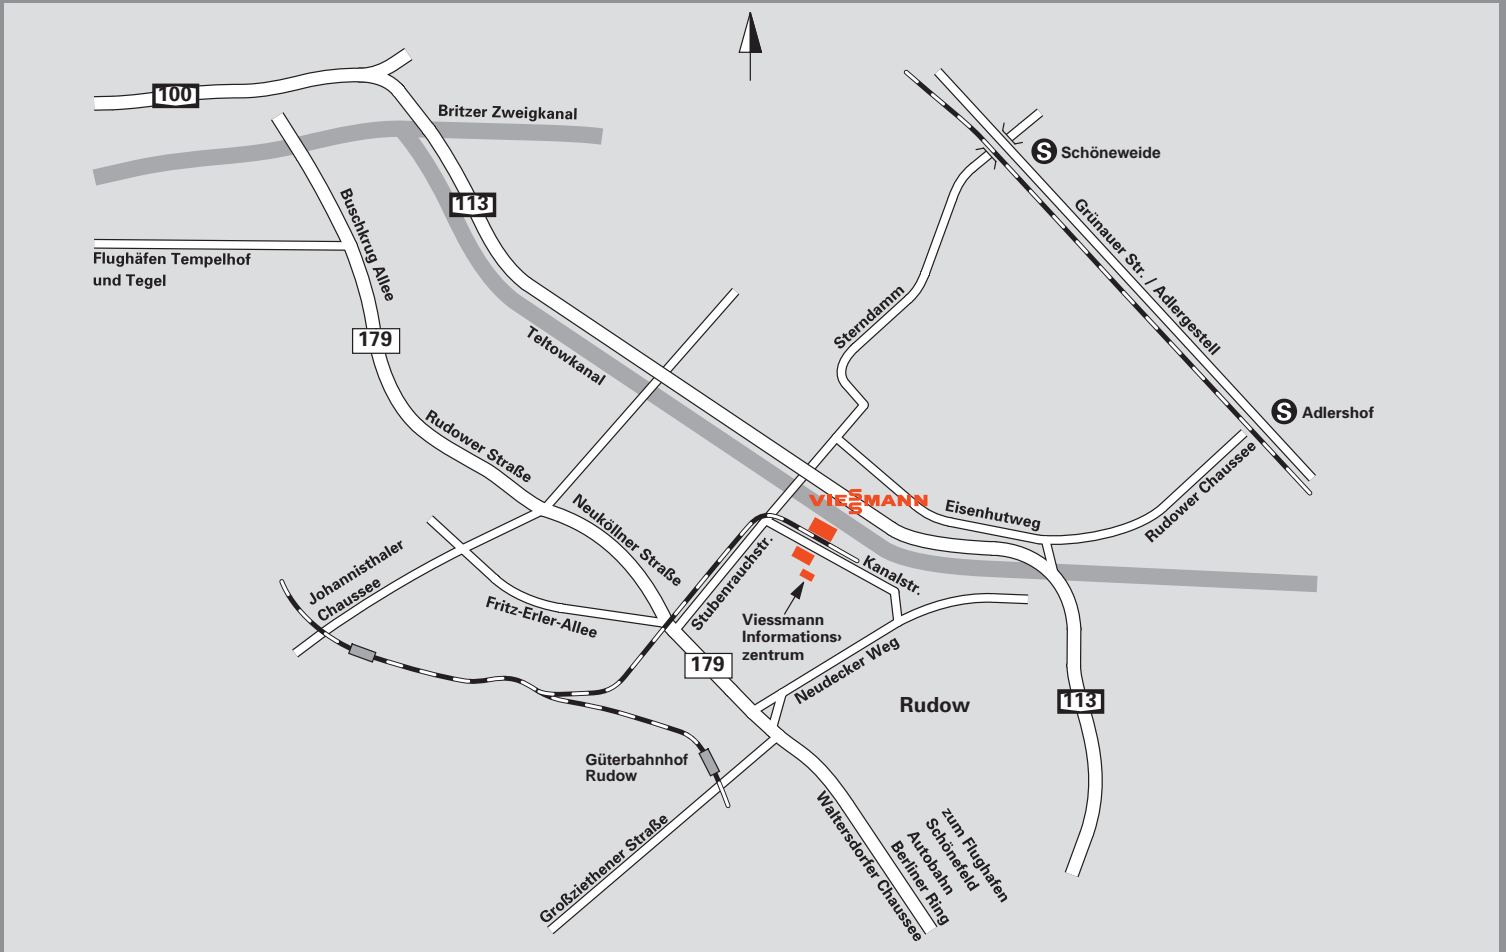 100
Britzer Zweigkanal
S Schöneweide
113
Buschkrug Allee
Grünauer Str. / Adlergestell
Flughäfen Tempelhof
und Tegel
Sterndamm
179
Teltowkanal
S Adlershof
Rudower Straße
Rudower Chaussee
VIESSMANN
Eisenhutweg
Neuköllner Straße
Johannisthaler
Chaussee
Stubenrauchstr.
Kanalstr.
Fritz-Erler-Allee
Viessmann
Informations›
zentrum
179
Neudecker Weg
Rudow
113
Güterbahnhof
Rudow
Großziethener Straße
Waltersdorfer Chaussee
zum Flughafen
Schönefeld
Autobahn
Berliner Ring